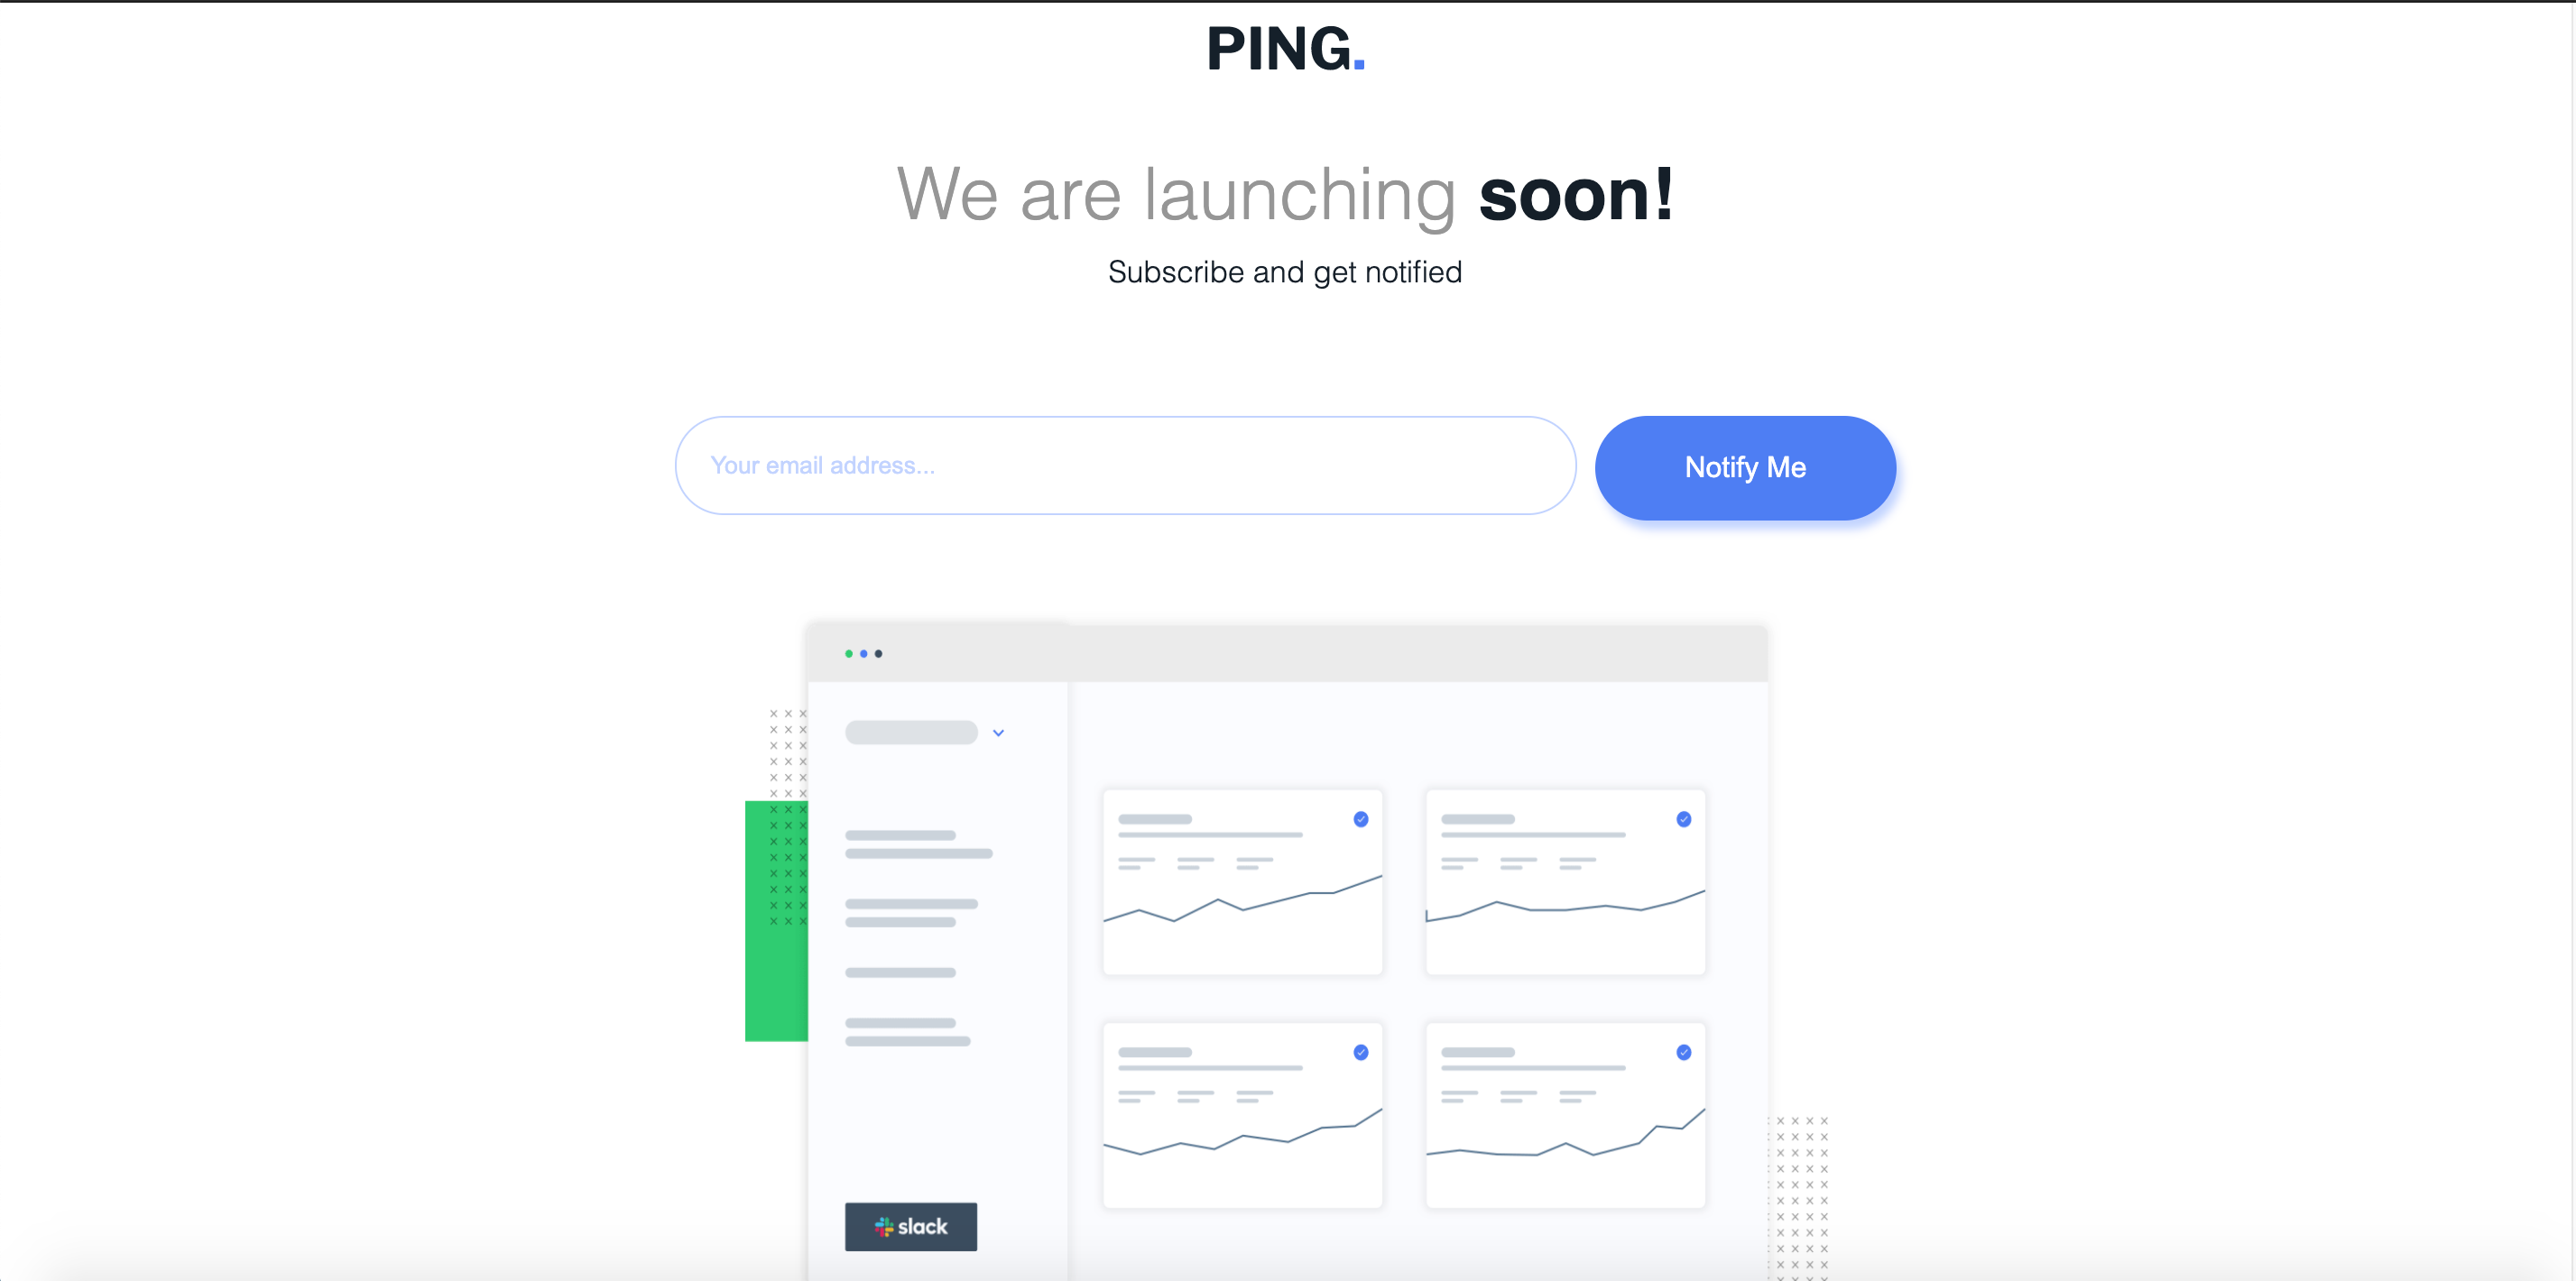 PING.
We are launching soon!
Subscribe and get notified
Your email address...
Notify Me
slack